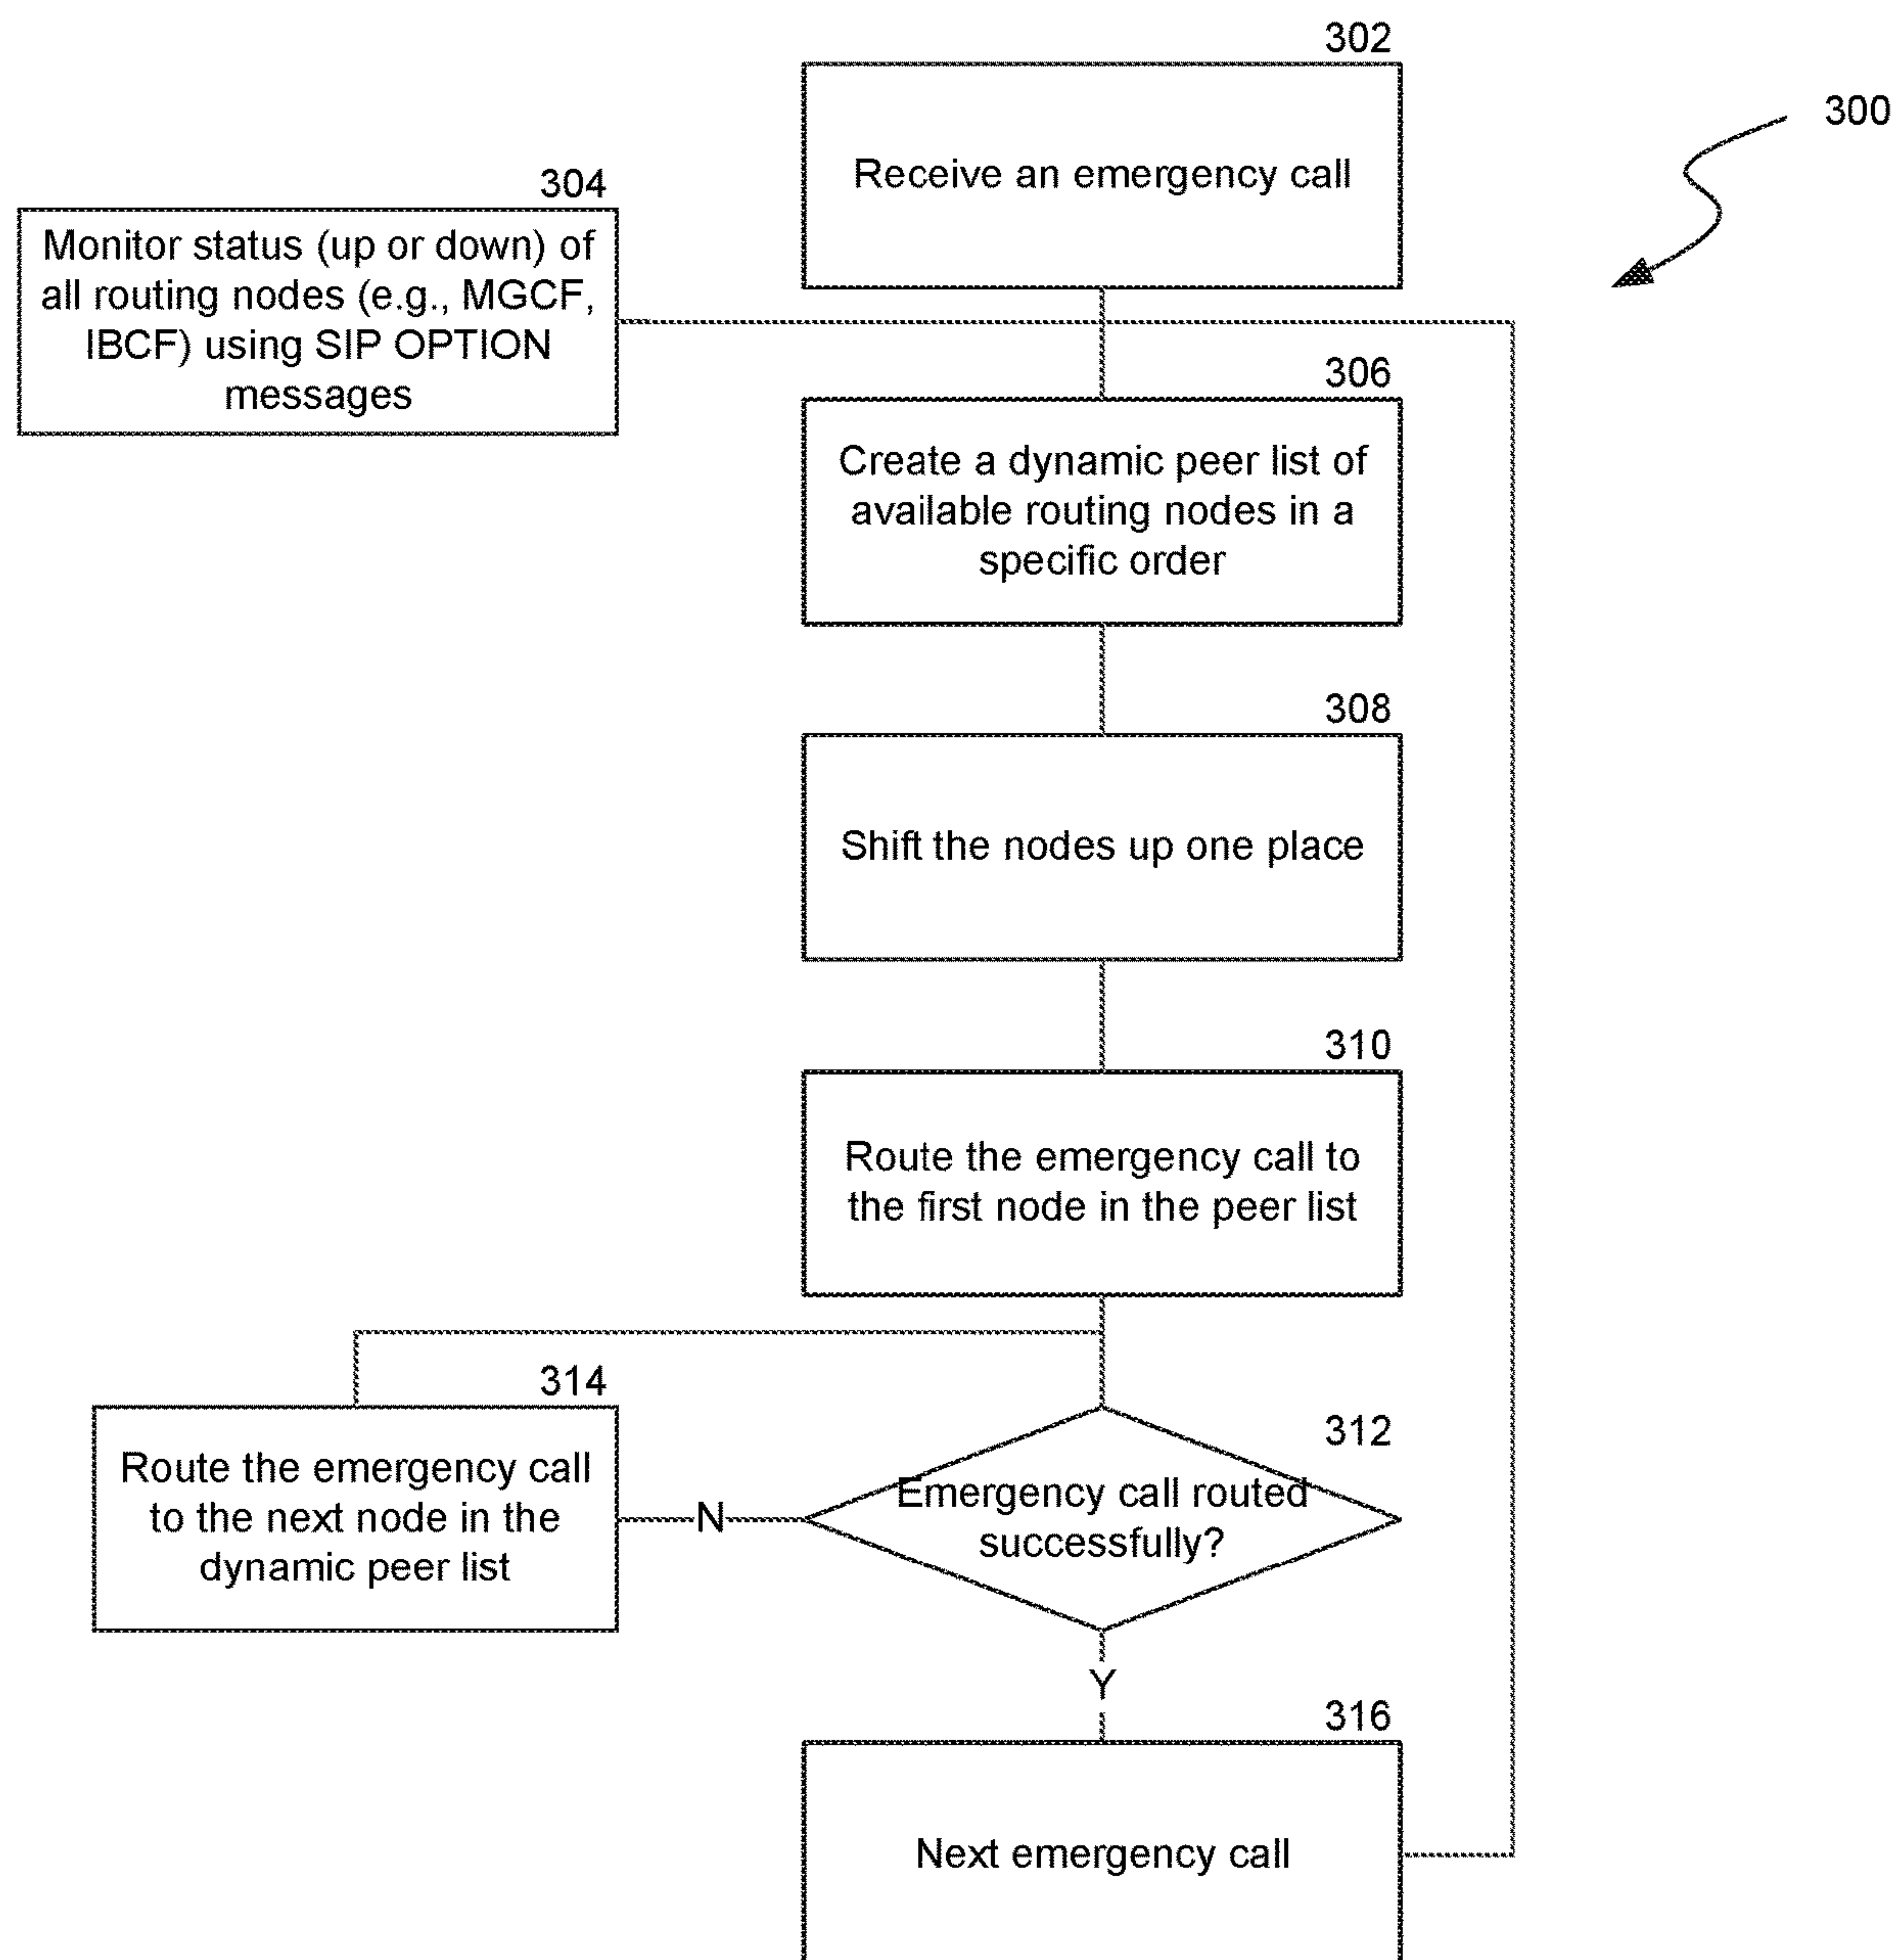 302
Receive an emergency call
300
304
Monitor status (up or down) of
all routing nodes (e.g., MGCF,
IBCF) using SIP OPTION
messages
306
Create a dynamic peer list of
available routing nodes in a
specific order
308
Shift the nodes up one place
310
Route the emergency call to
the first node in the peer list
314
Route the emergency call
to the next node in the
dynamic peer list
N
312
Emergency call routed
successfully?
Y
316
Next emergency call